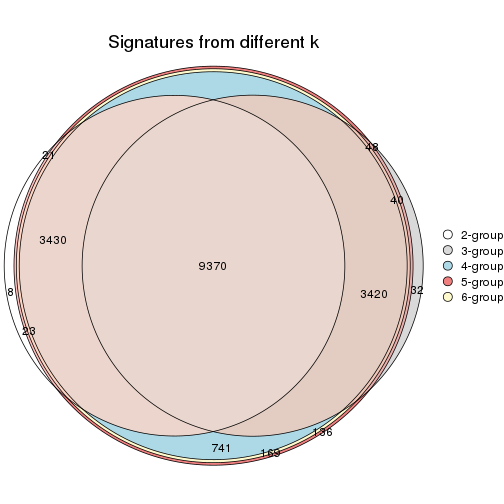 Signatures from different k
21
48
40
3430
9370
3420
32
8
23
741
169
136
2-group
3-group
4-group
5-group
6-group